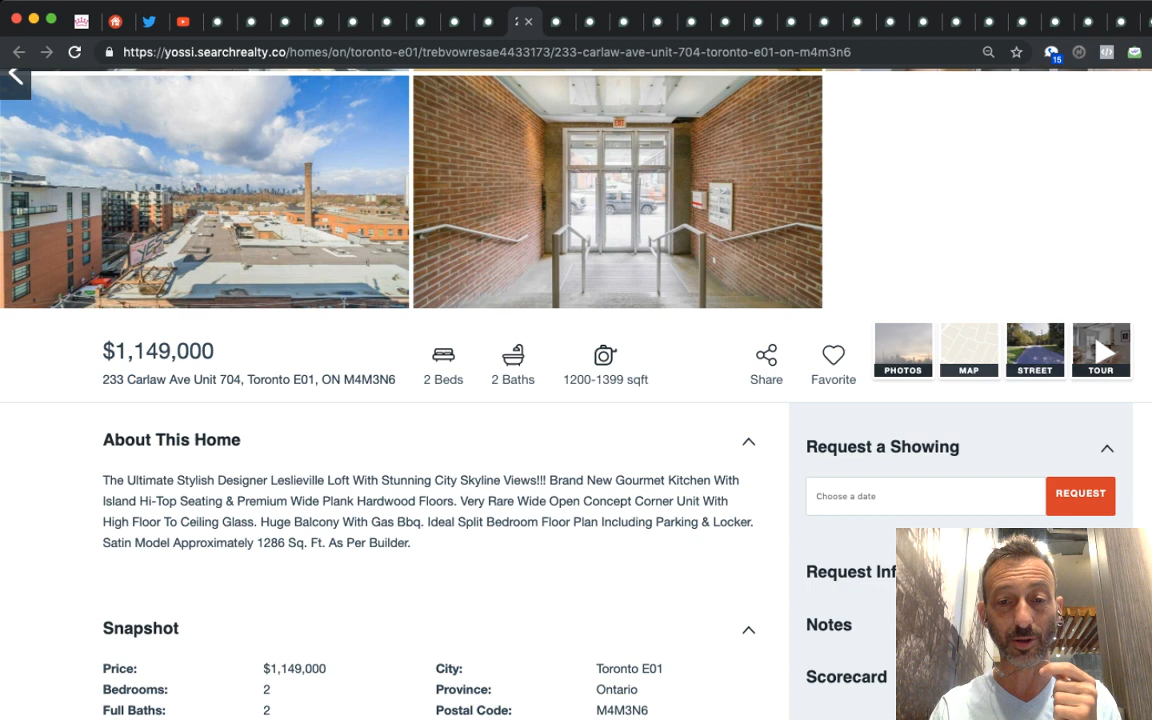 https://yossi.searchrealty.co/homes/on/toronto-e01/trebvowresae4433173/233-carlaw-ave-unit-704-toronto-e01-on-m4m3n6
15
YES
EXIT
$1,149,000
233 Carlaw Ave Unit 704, Toronto E01, ON M4M3N6
2 Beds
2 Baths
1200-1399 sqft
Share
Favorite
PHOTOS
MAP
STREET
TOUR
About This Home
The Ultimate Stylish Designer Leslieville Loft With Stunning City Skyline Views!!! Brand New Gourmet Kitchen With
Island Hi-Top Seating & Premium Wide Plank Hardwood Floors. Very Rare Wide Open Concept Corner Unit With
High Floor To Ceiling Glass. Huge Balcony With Gas Bbq. Ideal Split Bedroom Floor Plan Including Parking & Locker.
Satin Model Approximately 1286 Sq. Ft. As Per Builder.
Request a Showing
Choose a date
REQUEST
Request Inf
Notes
Scorecard
Snapshot
Price: $1,149,000 City: Toronto E01
Bedrooms: 2 Province: Ontario
Full Baths: 2 Postal Code: M4M3N6